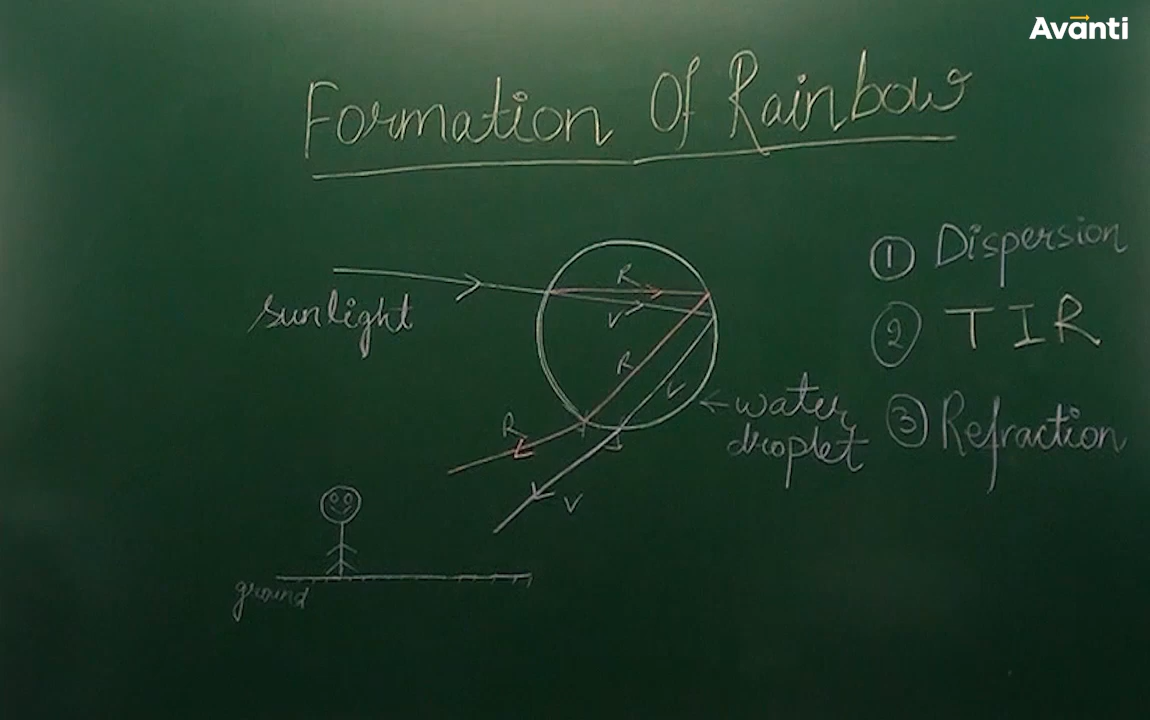 Avanti
Formation Of Rainbow
sunlight
R
V
R
V
R
V
water
droplet
① Dispersion
② TIR
③ Refraction
ground